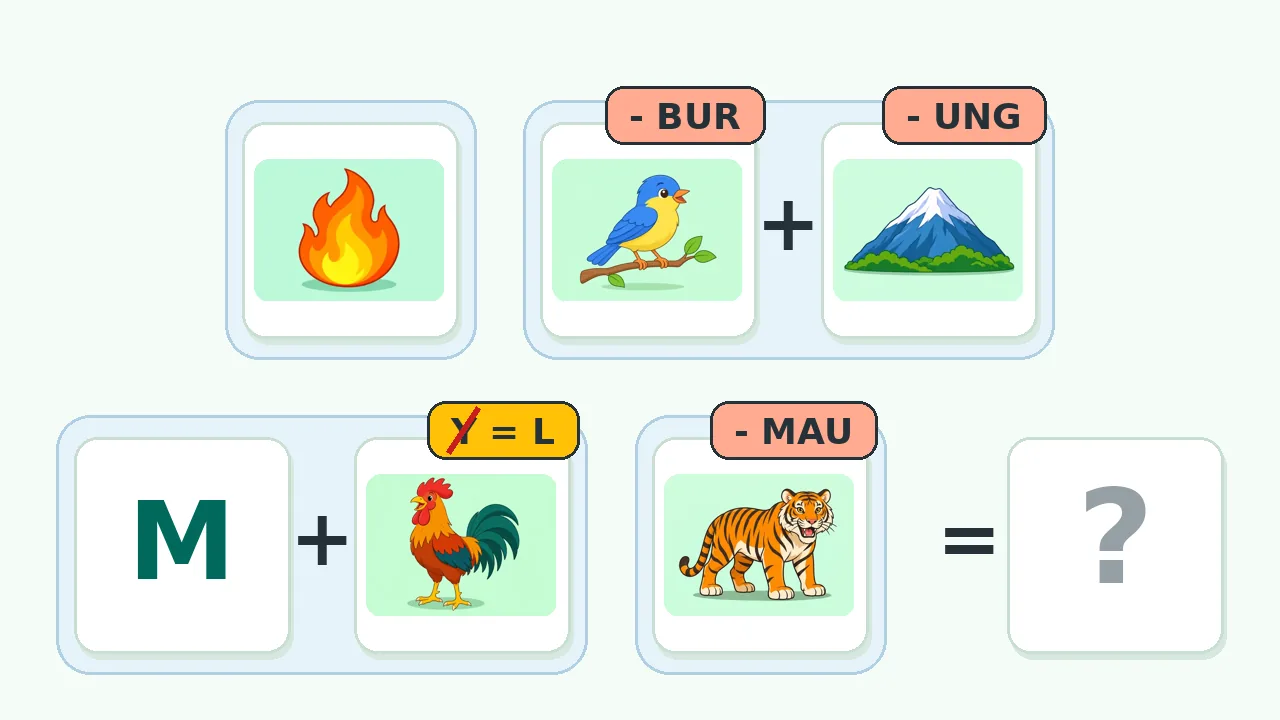 - BUR
- UNG
+
Y = L
- MAU
M + = ?